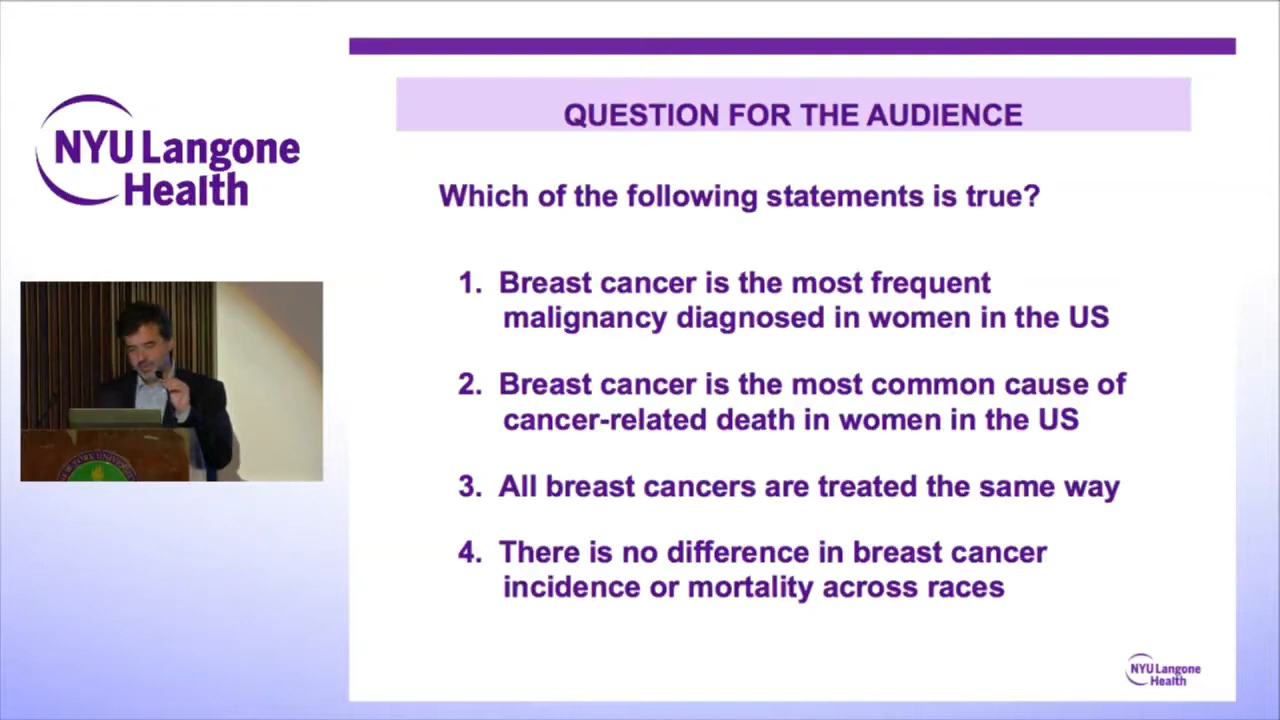 NYU Langone
Health
QUESTION FOR THE AUDIENCE
Which of the following statements is true?
1. Breast cancer is the most frequent
malignancy diagnosed in women in the US
2. Breast cancer is the most common cause of
cancer-related death in women in the US
3. All breast cancers are treated the same way
4. There is no difference in breast cancer
incidence or mortality across races
NYU Langone
Health